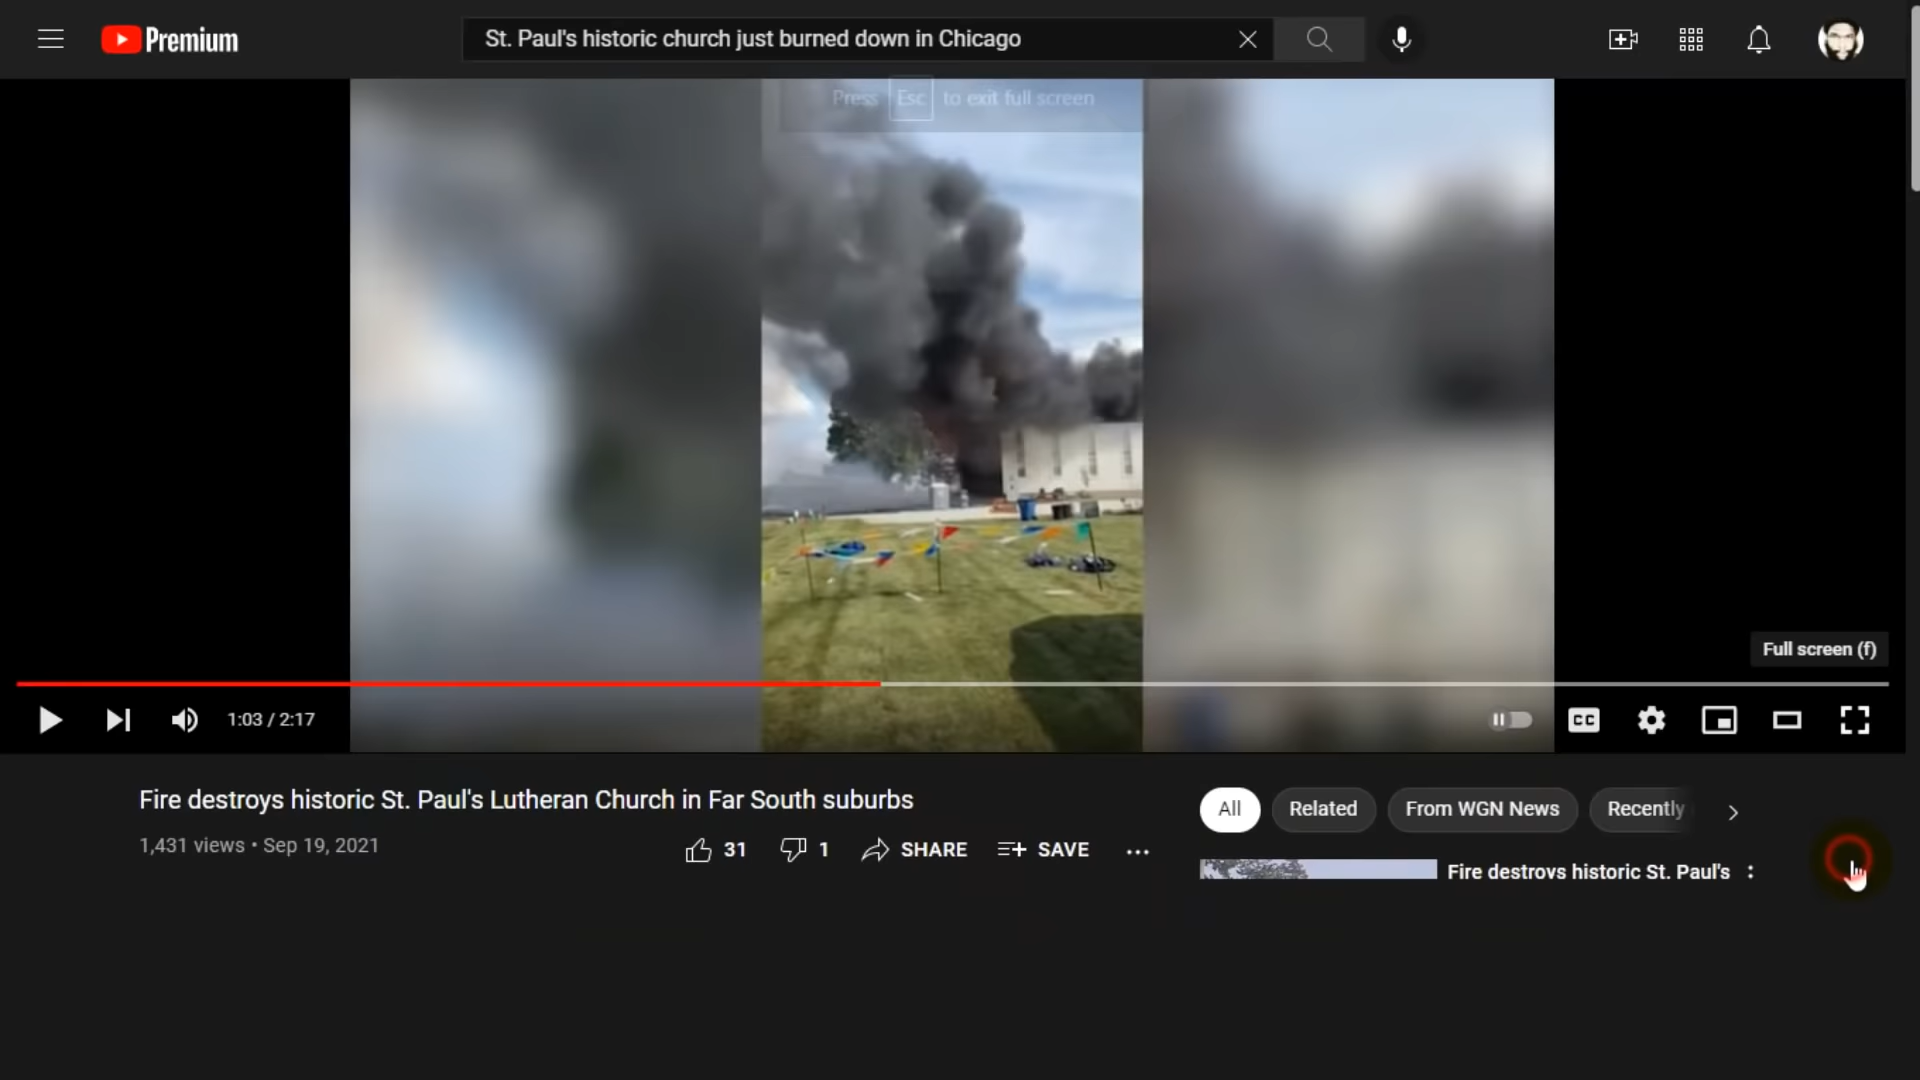 Premium
St. Paul's historic church just burned down in Chicago
Press Esc to exit full screen
Full screen (f)
1:03 / 2:17
CC
Fire destroys historic St. Paul's Lutheran Church in Far South suburbs
1,431 views • Sep 19, 2021
31
1
SHARE
SAVE
All
Related
From WGN News
Recently
Fire destroys historic St. Paul's